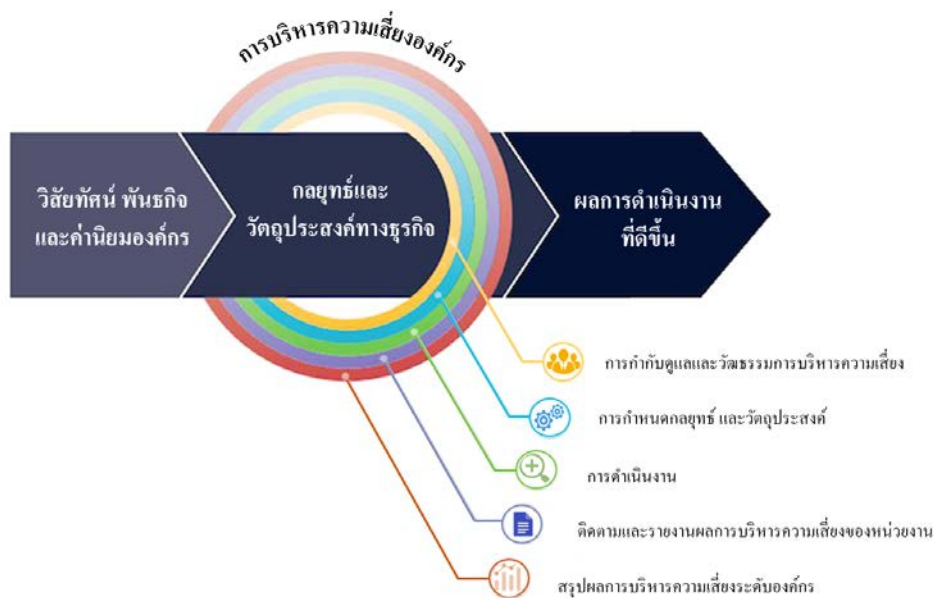 การบริหารความเสี่ยงองค์กร
วิสัยทัศน์ พันธกิจ
และค่านิยมองค์กร
กลยุทธ์และ
วัตถุประสงค์ทางธุรกิจ
ผลการดำเนินงาน
ที่ดีขึ้น
การกำกับดูแลและวัฒธรรมการบริหารความเสี่ยง
การกำหนดกลยุทธ์ และวัตถุประสงค์
การดำเนินงาน
ติดตามและรายงานผลการบริหารความเสี่ยงของหน่วยงาน
สรุปผลการบริหารความเสี่ยงระดับองค์กร